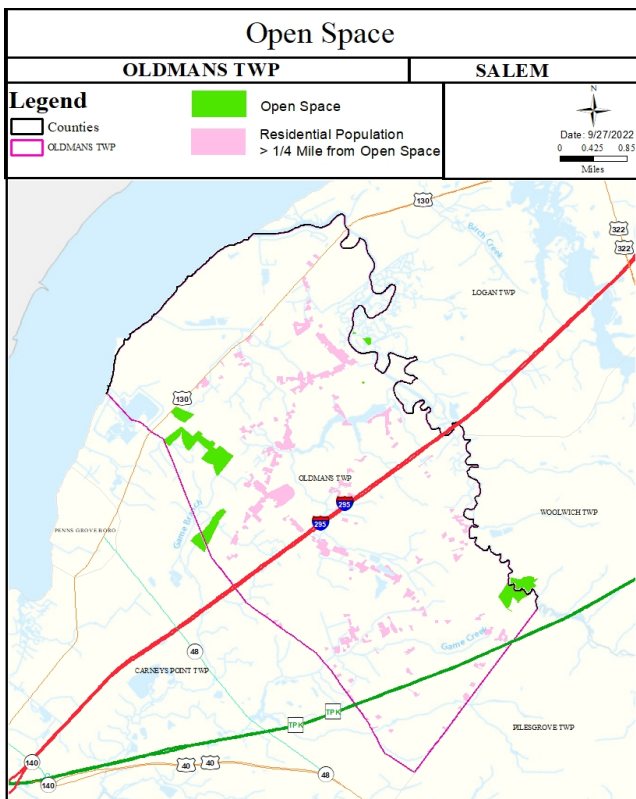 Open Space
OLDMANS TWP
SALEM
Legend
Counties
OLDMANS TWP
Open Space
Residential Population
> 1/4 Mile from Open Space
N
Date: 9/27/2022
0 0.425 0.85
Miles
130
322
322
Birch Creek
LOGAN TWP
130
OLDMANS TWP
295
295
WOOLWICH TWP
PENNS GROVE BORO
Game Branch
Game Creek
48
CARNEYS POINT TWP
TPK
TPK
PILESGROVE TWP
140
40
40
48
140